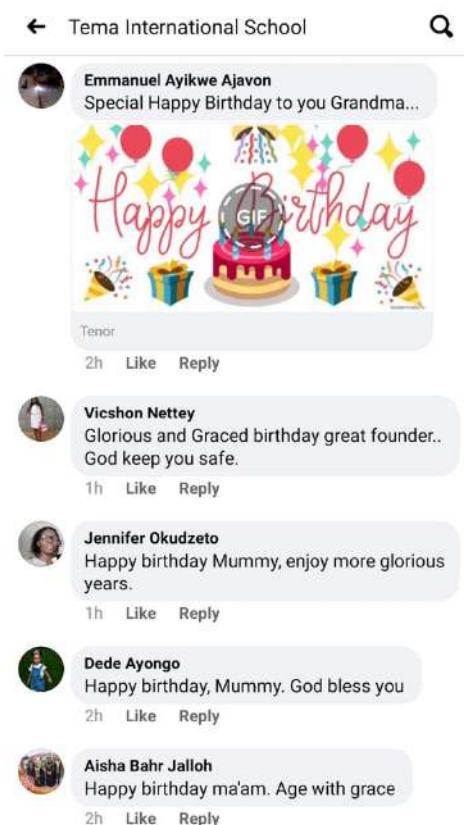 Tema International School
Emmanuel Ayikwe Ajavon
Special Happy Birthday to you Grandma...
Happy Birthday
GIF
Tenor
2h Like Reply
Vicshon Nettey
Glorious and Graced birthday great founder..
God keep you safe.
1h Like Reply
Jennifer Okudzeto
Happy birthday Mummy, enjoy more glorious
years.
1h Like Reply
Dede Ayongo
Happy birthday, Mummy. God bless you
2h Like Reply
Aisha Bahr Jalloh
Happy birthday ma'am. Age with grace
2h Like Reply